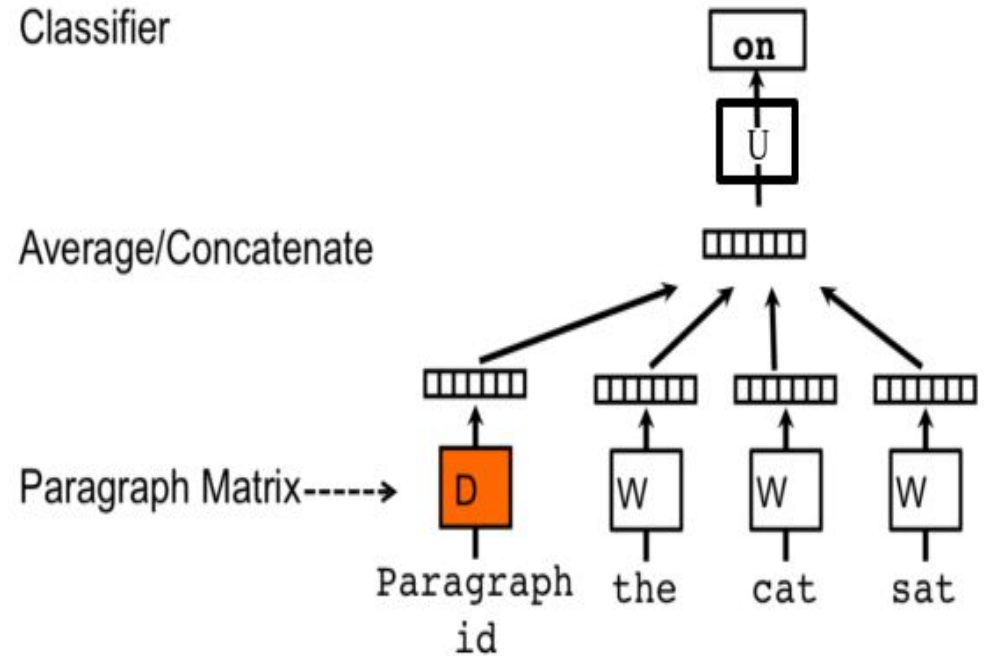 Classifier
on
U
Average/Concatenate
Paragraph Matrix
D
W
W
W
Paragraph
id
the
cat
sat